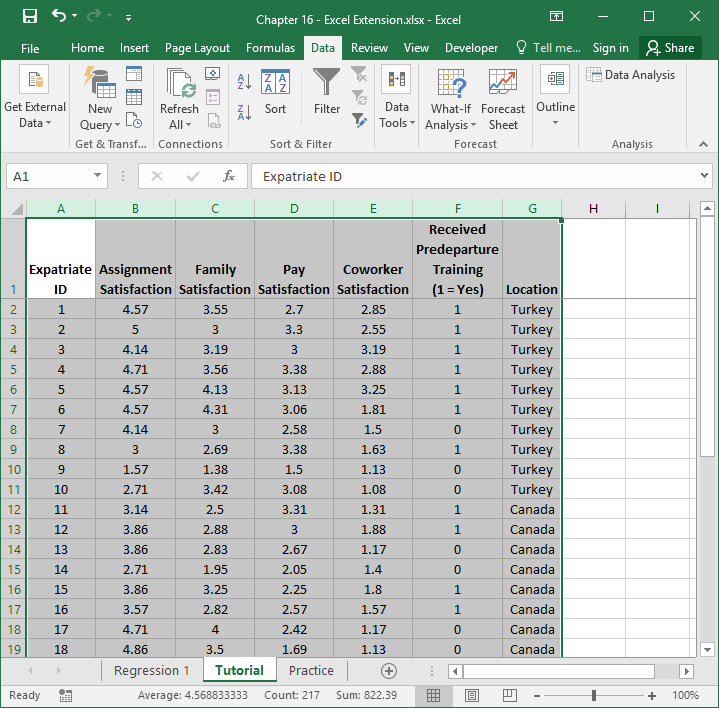 Chapter 16 - Excel Extension.xlsx - Excel
File Home Insert Page Layout Formulas Data Review View Developer Tell me... Sign in Share
Get External Data
New Query
Refresh All
Sort
Filter
Data Tools
What-If Analysis
Forecast Sheet
Outline
Data Analysis
Get & Transf... Connections Sort & Filter Forecast Analysis
A1 fx Expatriate ID
A B C D E F G H I
1 Expatriate ID Assignment Satisfaction Family Satisfaction Pay Satisfaction Coworker Satisfaction Received Predeparture Training (1 = Yes) Location
2 1 4.57 3.55 2.7 2.85 1 Turkey
3 2 5 3 3.3 2.55 1 Turkey
4 3 4.14 3.19 3 3.19 1 Turkey
5 4 4.71 3.56 3.38 2.88 1 Turkey
6 5 4.57 4.13 3.13 3.25 1 Turkey
7 6 4.57 4.31 3.06 1.81 1 Turkey
8 7 4.14 3 2.58 1.5 0 Turkey
9 8 3 2.69 3.38 1.63 1 Turkey
10 9 1.57 1.38 1.5 1.13 0 Turkey
11 10 2.71 3.42 3.08 1.08 0 Turkey
12 11 3.14 2.5 3.31 1.31 1 Canada
13 12 3.86 2.88 3 1.88 1 Canada
14 13 3.86 2.83 2.67 1.17 0 Canada
15 14 2.71 1.95 2.05 1.4 0 Canada
16 15 3.86 3.25 2.25 1.8 1 Canada
17 16 3.57 2.82 2.57 1.57 1 Canada
18 17 4.71 4 2.42 1.17 0 Canada
19 18 4.86 3.5 1.69 1.13 0 Canada
Regression 1 Tutorial Practice
Ready Average: 4.568833333 Count: 217 Sum: 822.39 100%